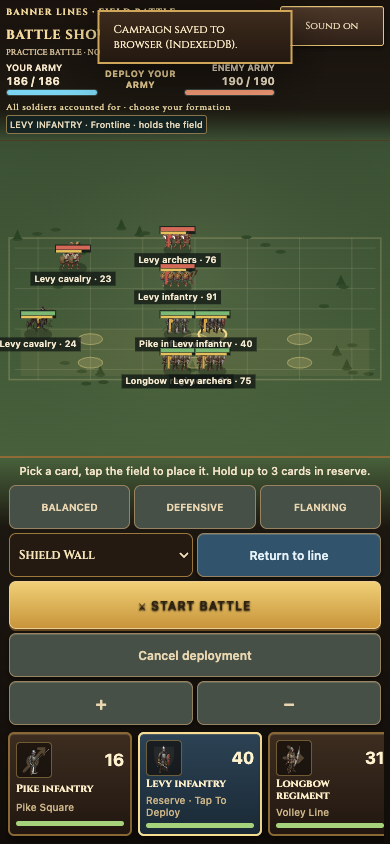 BANNER LINES · FIELD BATTLE
BATTLE SHO
PRACTICE BATTLE · NO
Campaign saved to
browser (IndexedDB).
Sound on
YOUR ARMY
186 / 186
DEPLOY YOUR
ARMY
ENEMY ARMY
190 / 190
All soldiers accounted for · choose your formation
LEVY INFANTRY · Frontline · holds the field
Levy archers · 76
Levy cavalry · 23
Levy infantry · 91
Levy cavalry · 24
Pike in
Levy infantry · 40
Longbow
Levy archers · 75
Pick a card, tap the field to place it. Hold up to 3 cards in reserve.
BALANCED
DEFENSIVE
FLANKING
Shield Wall
Return to line
⚔ START BATTLE
Cancel deployment
+
−
16
Pike infantry
Pike Square
40
Levy infantry
Reserve · Tap To
Deploy
31
Longbow
regiment
Volley Line